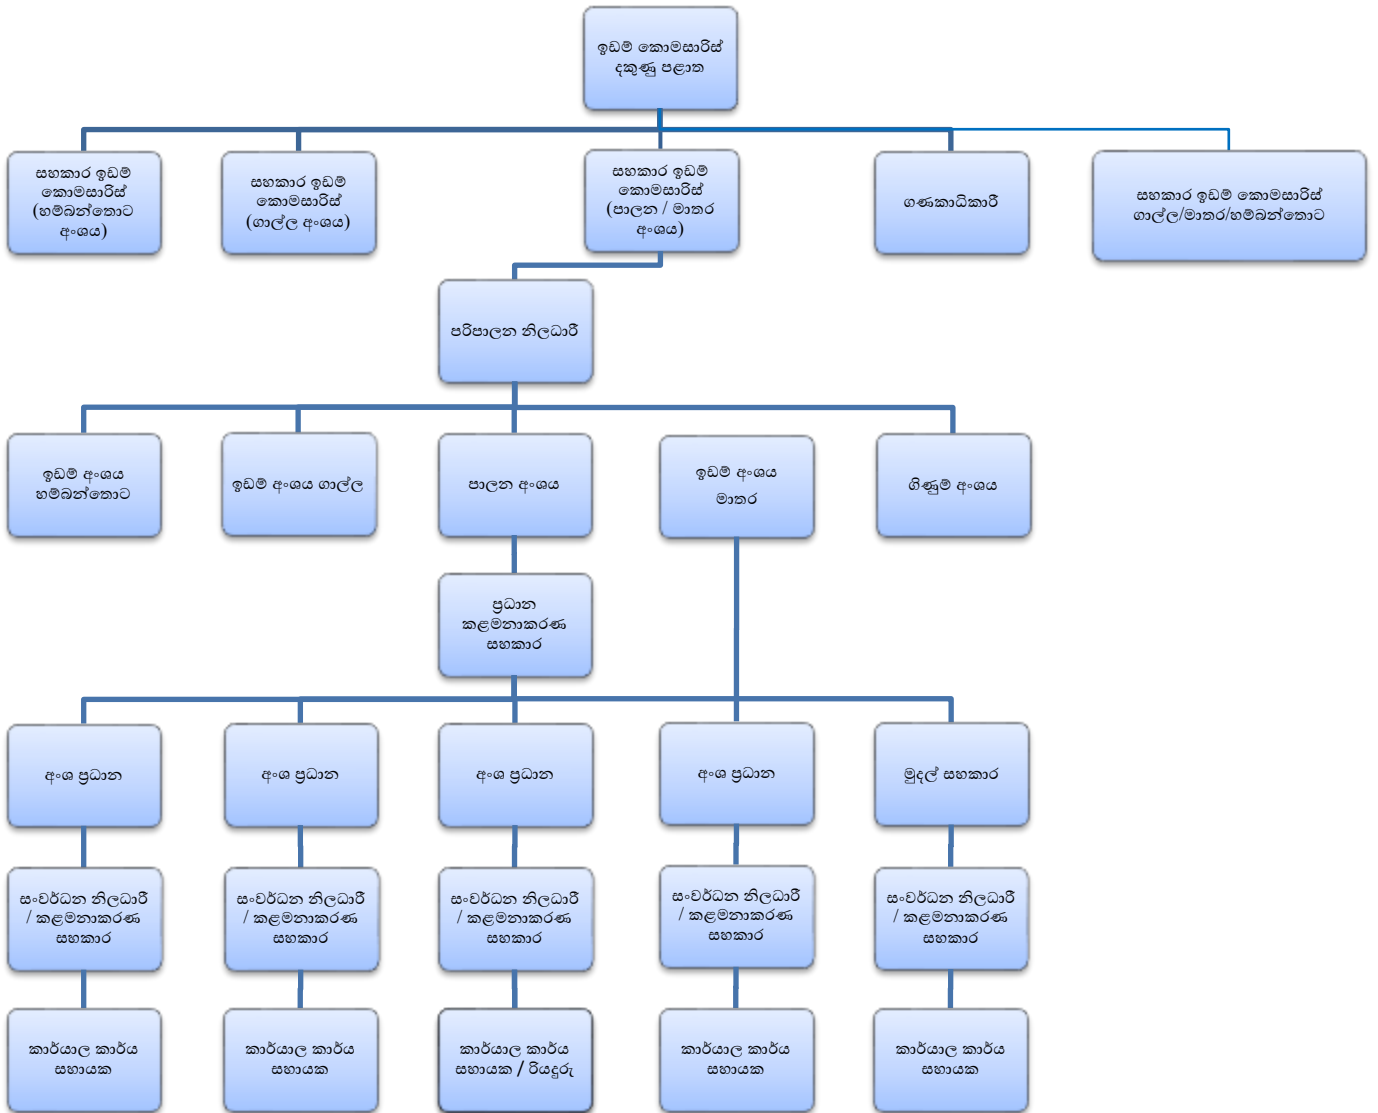 ඉඩම් කොමසාරිස්
දකුණු පළාත
සහකාර ඉඩම්
කොමසාරිස්
(හම්බන්තොට
අංශය)
සහකාර ඉඩම්
කොමසාරිස්
(ගාල්ල අංශය)
සහකාර ඉඩම්
කොමසාරිස්
(පාලන / මාතර
අංශය)
ගණකාධිකාරී
සහකාර ඉඩම් කොමසාරිස්
ගාල්ල/මාතර/හම්බන්තොට
පරිපාලන නිලධාරී
ඉඩම් අංශය
හම්බන්තොට
ඉඩම් අංශය ගාල්ල
පාලන අංශය
ඉඩම් අංශය
මාතර
ගිණුම් අංශය
ප්‍රධාන
කළමනාකරණ
සහකාර
අංශ ප්‍රධාන
අංශ ප්‍රධාන
අංශ ප්‍රධාන
අංශ ප්‍රධාන
මුදල් සහකාර
සංවර්ධන නිලධාරී
/ කළමනාකරණ
සහකාර
සංවර්ධන නිලධාරී
/ කළමනාකරණ
සහකාර
සංවර්ධන නිලධාරී
/ කළමනාකරණ
සහකාර
සංවර්ධන නිලධාරී
/ කළමනාකරණ
සහකාර
සංවර්ධන නිලධාරී
/ කළමනාකරණ
සහකාර
කාර්යාල කාර්ය
සහායක
කාර්යාල කාර්ය
සහායක
කාර්යාල කාර්ය
සහායක / රියදුරු
කාර්යාල කාර්ය
සහායක
කාර්යාල කාර්ය
සහායක